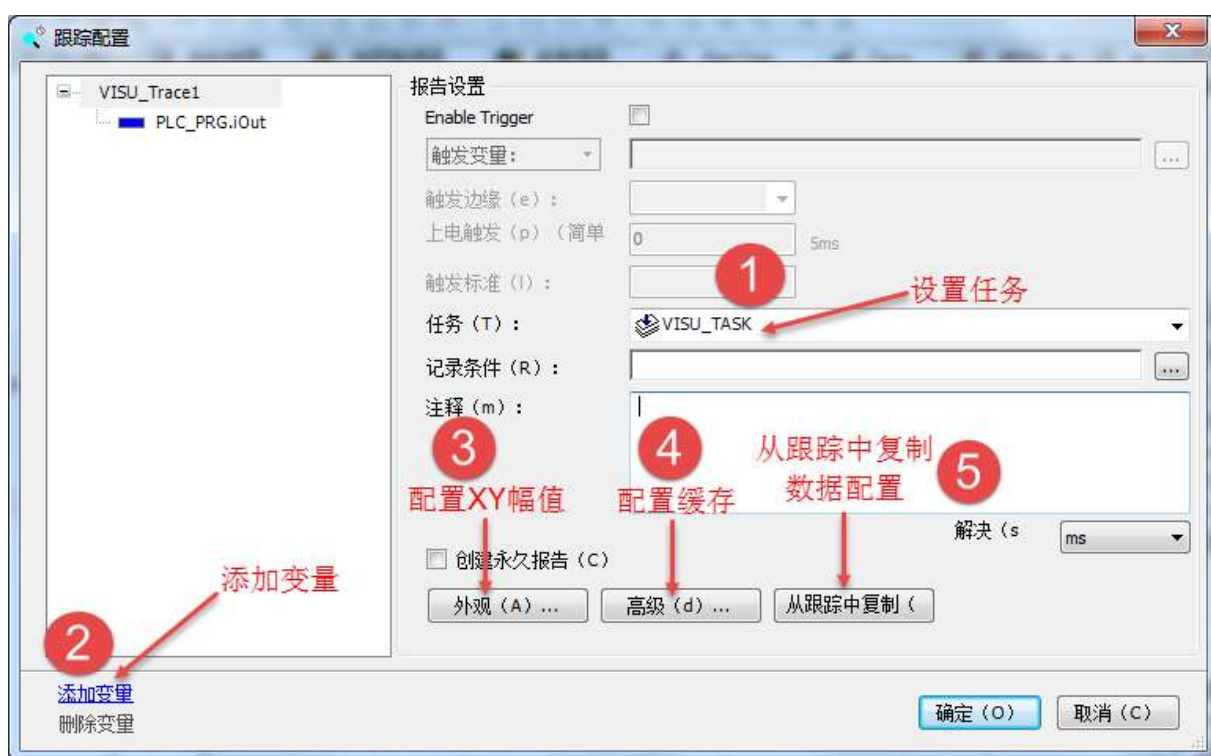 跟踪配置
VISU_Trace1
PLC_PRG.iOut
报告设置
Enable Trigger
触发变量:
...
触发边缘（e）:
上电触发（p）（简单
0
5ms
触发标准（l）:
1
设置任务
任务（T）:
VISU_TASK
记录条件（R）:
...
注释（m）:
3
配置XY幅值
4
配置缓存
从跟踪中复制
数据配置
5
解决（s
ms
创建永久报告（C）
外观（A）...
高级（d）...
从跟踪中复制（
添加变量
2
添加变量
删除变量
确定（O）
取消（C）